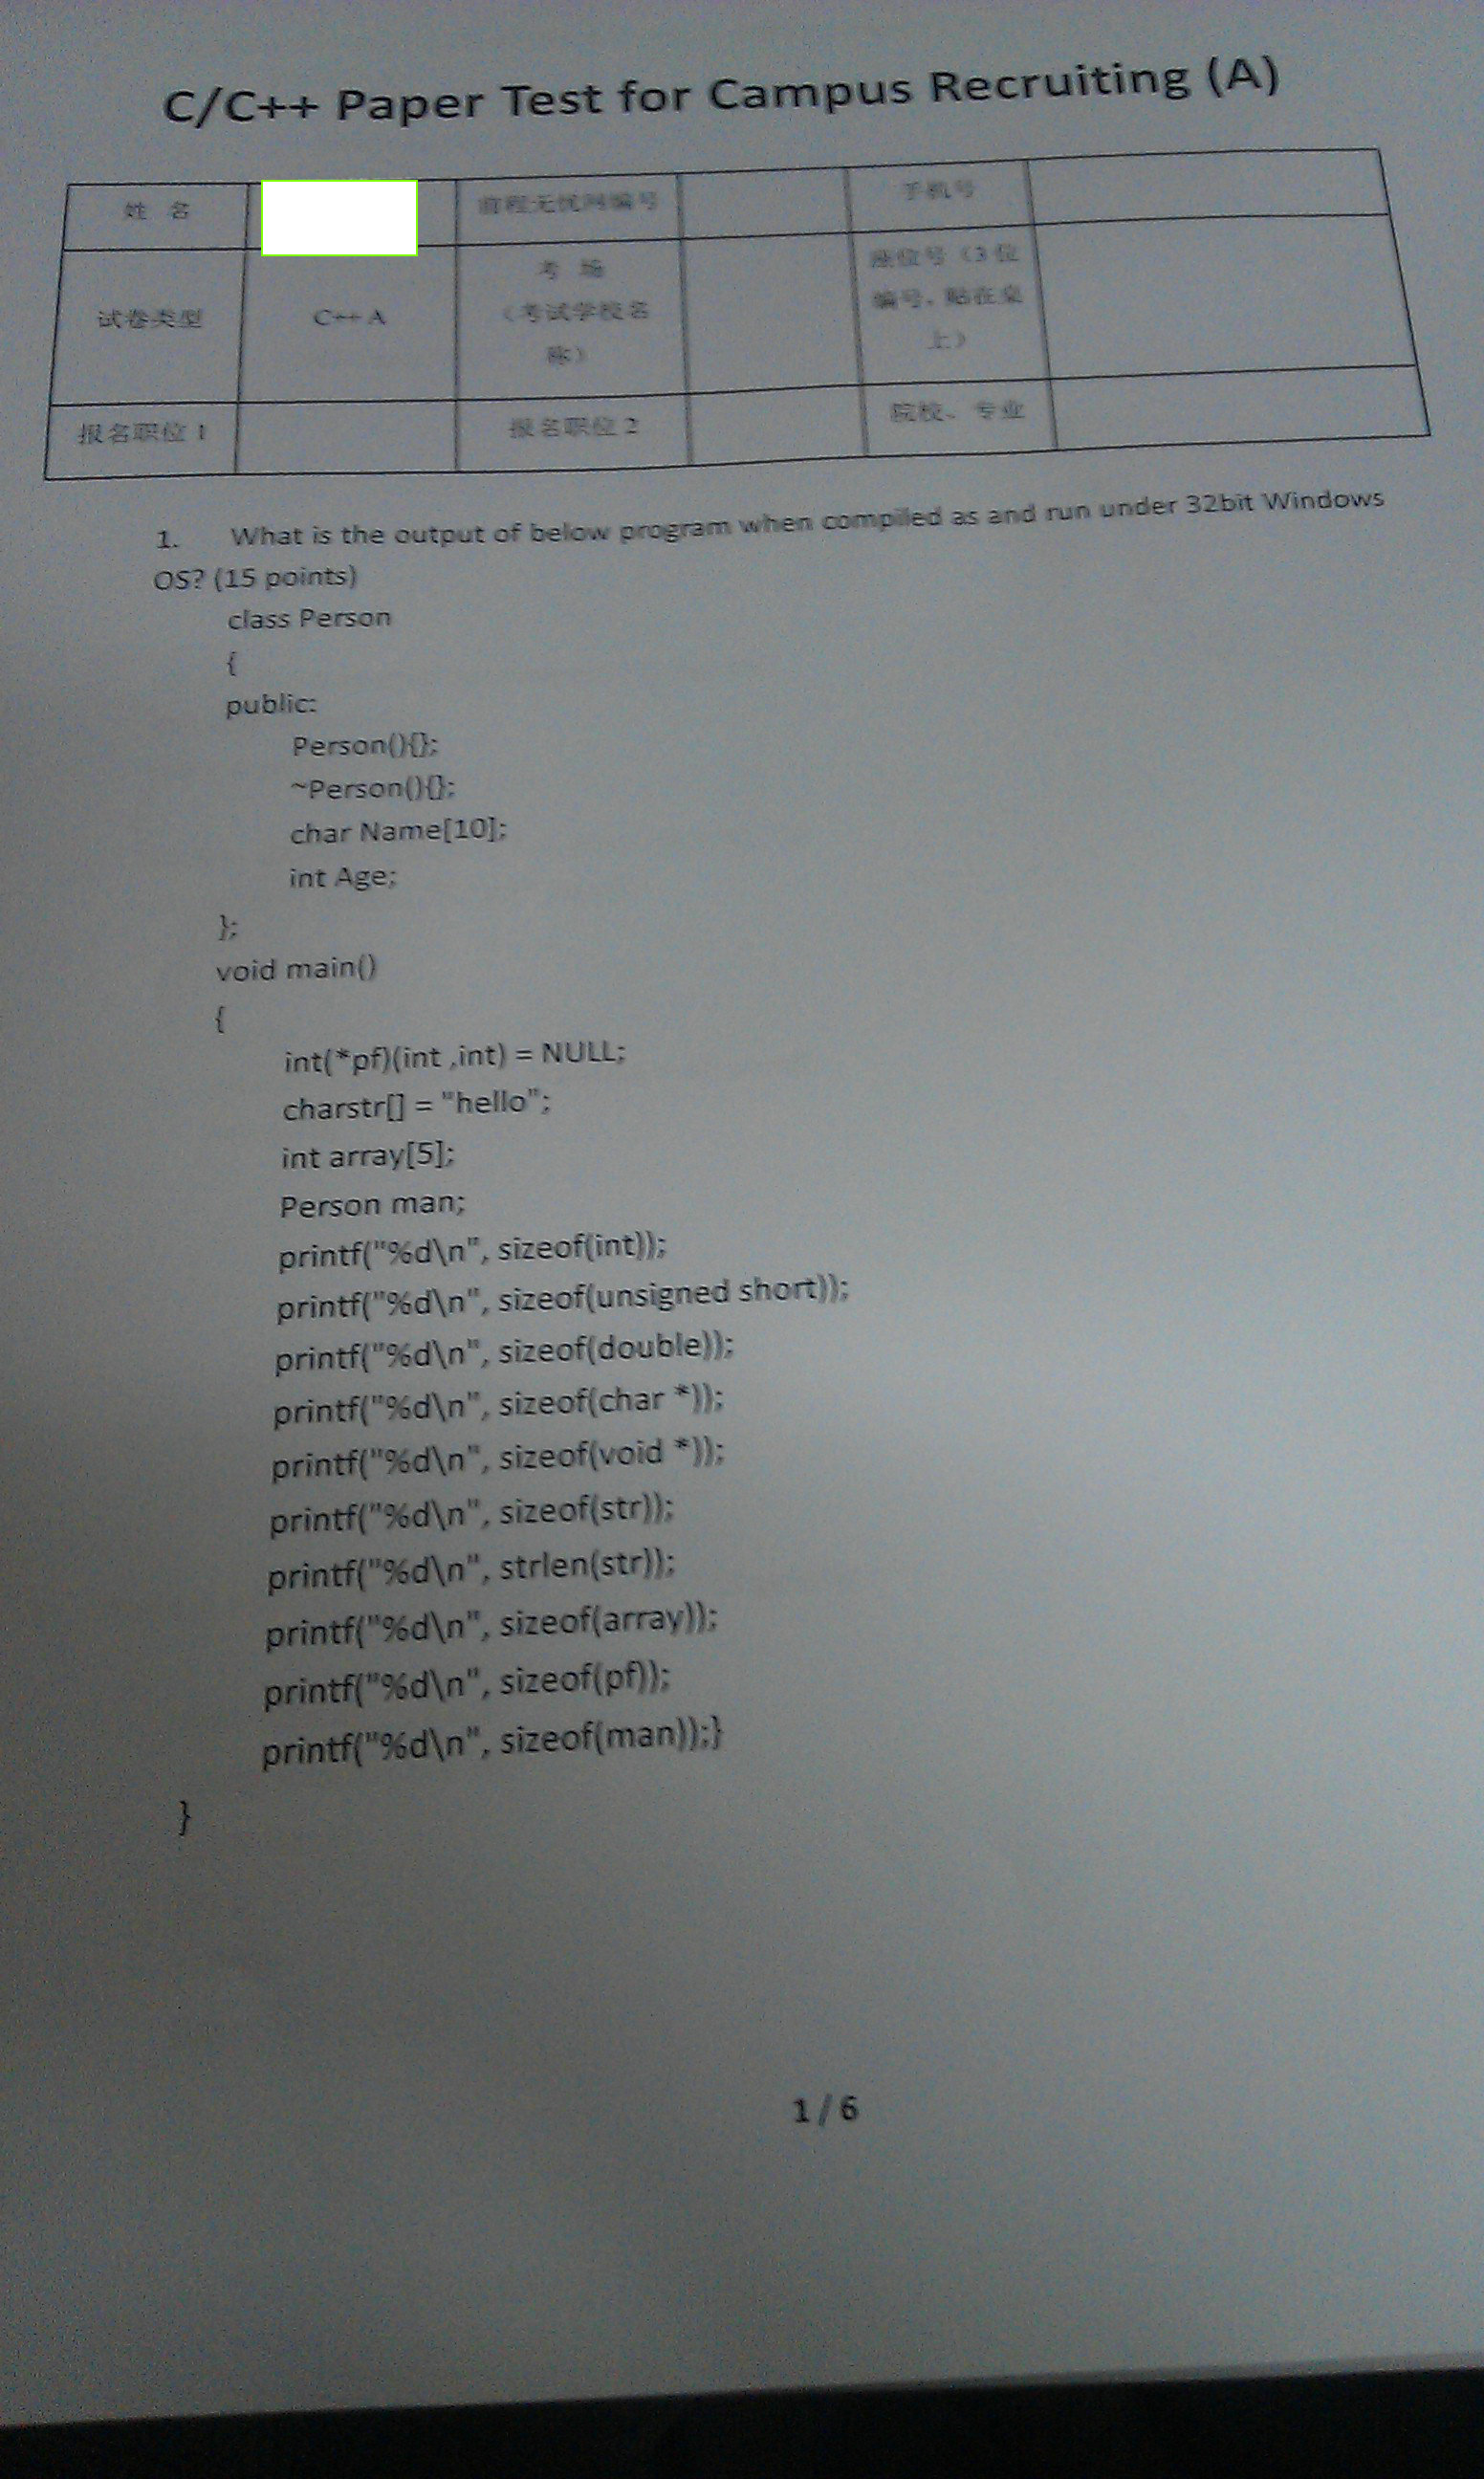 C/C++ Paper Test for Campus Recruiting (A)
姓 名
前程无忧网编号
手机号
试卷类型
C++ A
考 场
（考试学校名
称）
座位号（3 位
编号，贴在桌
上）
报名职位 1
报名职位 2
院校、专业
1. What is the output of below program when compiled as and run under 32bit Windows
OS? (15 points)
class Person
{
public:
Person(){};
~Person(){};
char Name[10];
int Age;
};
void main()
{
int(*pf)(int ,int) = NULL;
charstr[] = "hello";
int array[5];
Person man;
printf("%d\n", sizeof(int));
printf("%d\n", sizeof(unsigned short));
printf("%d\n", sizeof(double));
printf("%d\n", sizeof(char *));
printf("%d\n", sizeof(void *));
printf("%d\n", sizeof(str));
printf("%d\n", strlen(str));
printf("%d\n", sizeof(array));
printf("%d\n", sizeof(pf));
printf("%d\n", sizeof(man));}
}
1 / 6